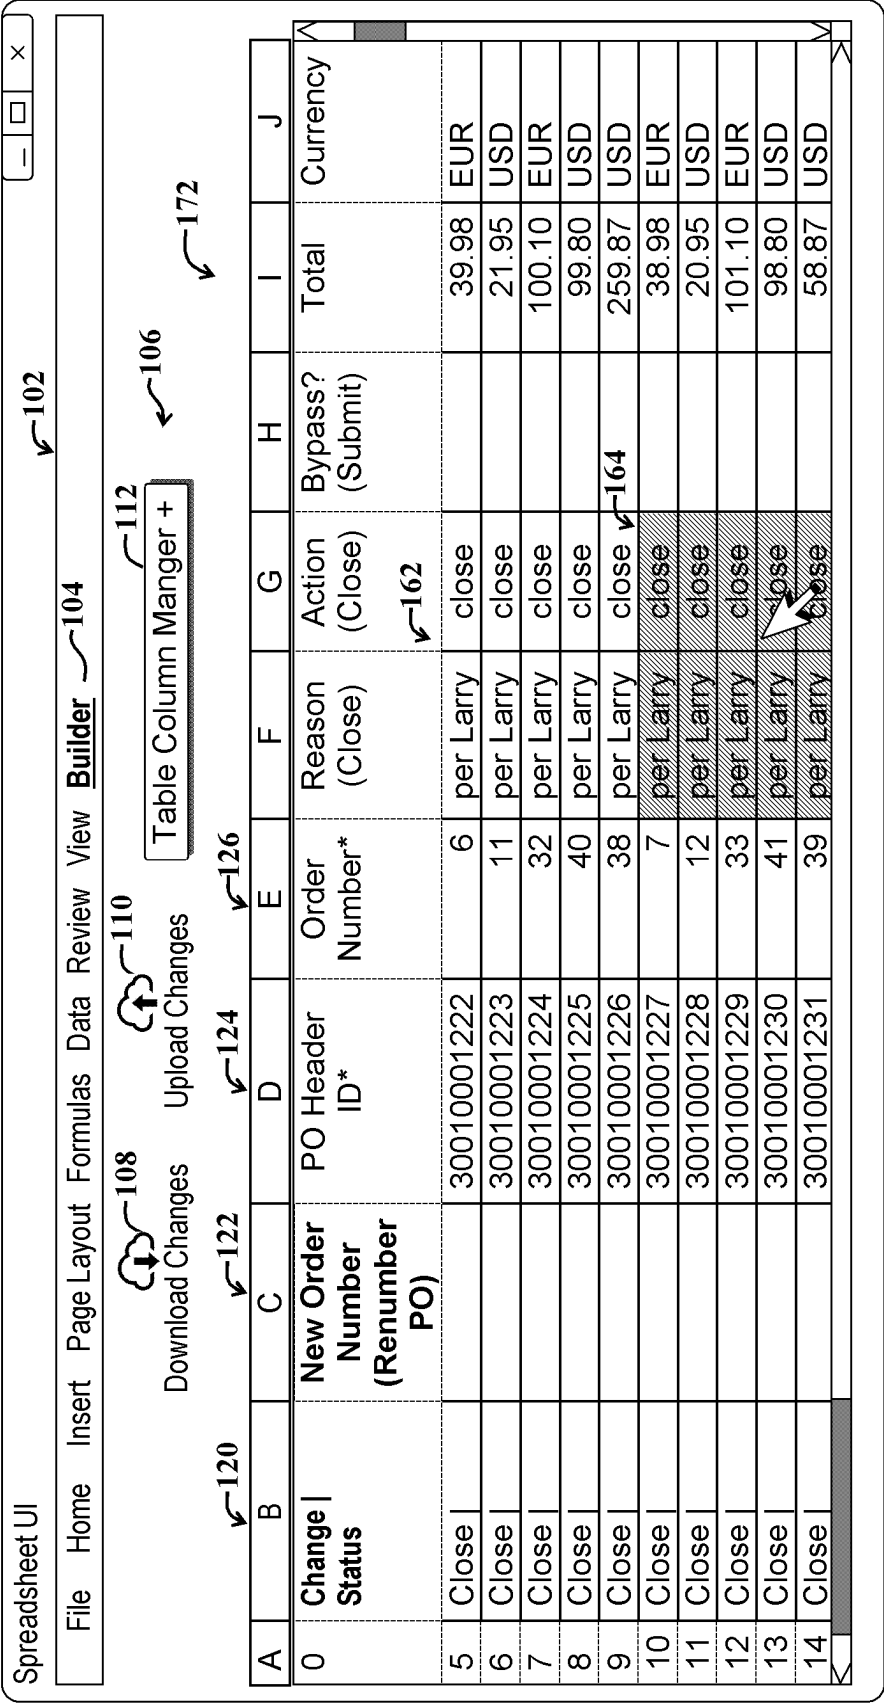 Spreadsheet UI
_ □ ×
File Home Insert Page Layout Formulas Data Review View Builder
102
104
Download Changes
108
Upload Changes
110
Table Column Manger +
112
106
172
120
122
124
126
A B C D E F G H I J
0 Change | Status New Order Number (Renumber PO) PO Header ID* Order Number* Reason (Close) Action (Close) Bypass? (Submit) Total Currency
162
5 Close | 300100001222 6 per Larry close 39.98 EUR
6 Close | 300100001223 11 per Larry close 21.95 USD
7 Close | 300100001224 32 per Larry close 100.10 EUR
8 Close | 300100001225 40 per Larry close 99.80 USD
9 Close | 300100001226 38 per Larry close 259.87 USD
164
10 Close | 300100001227 7 per Larry close 38.98 EUR
11 Close | 300100001228 12 per Larry close 20.95 USD
12 Close | 300100001229 33 per Larry close 101.10 EUR
13 Close | 300100001230 41 per Larry close 98.80 USD
14 Close | 300100001231 39 per Larry close 58.87 USD